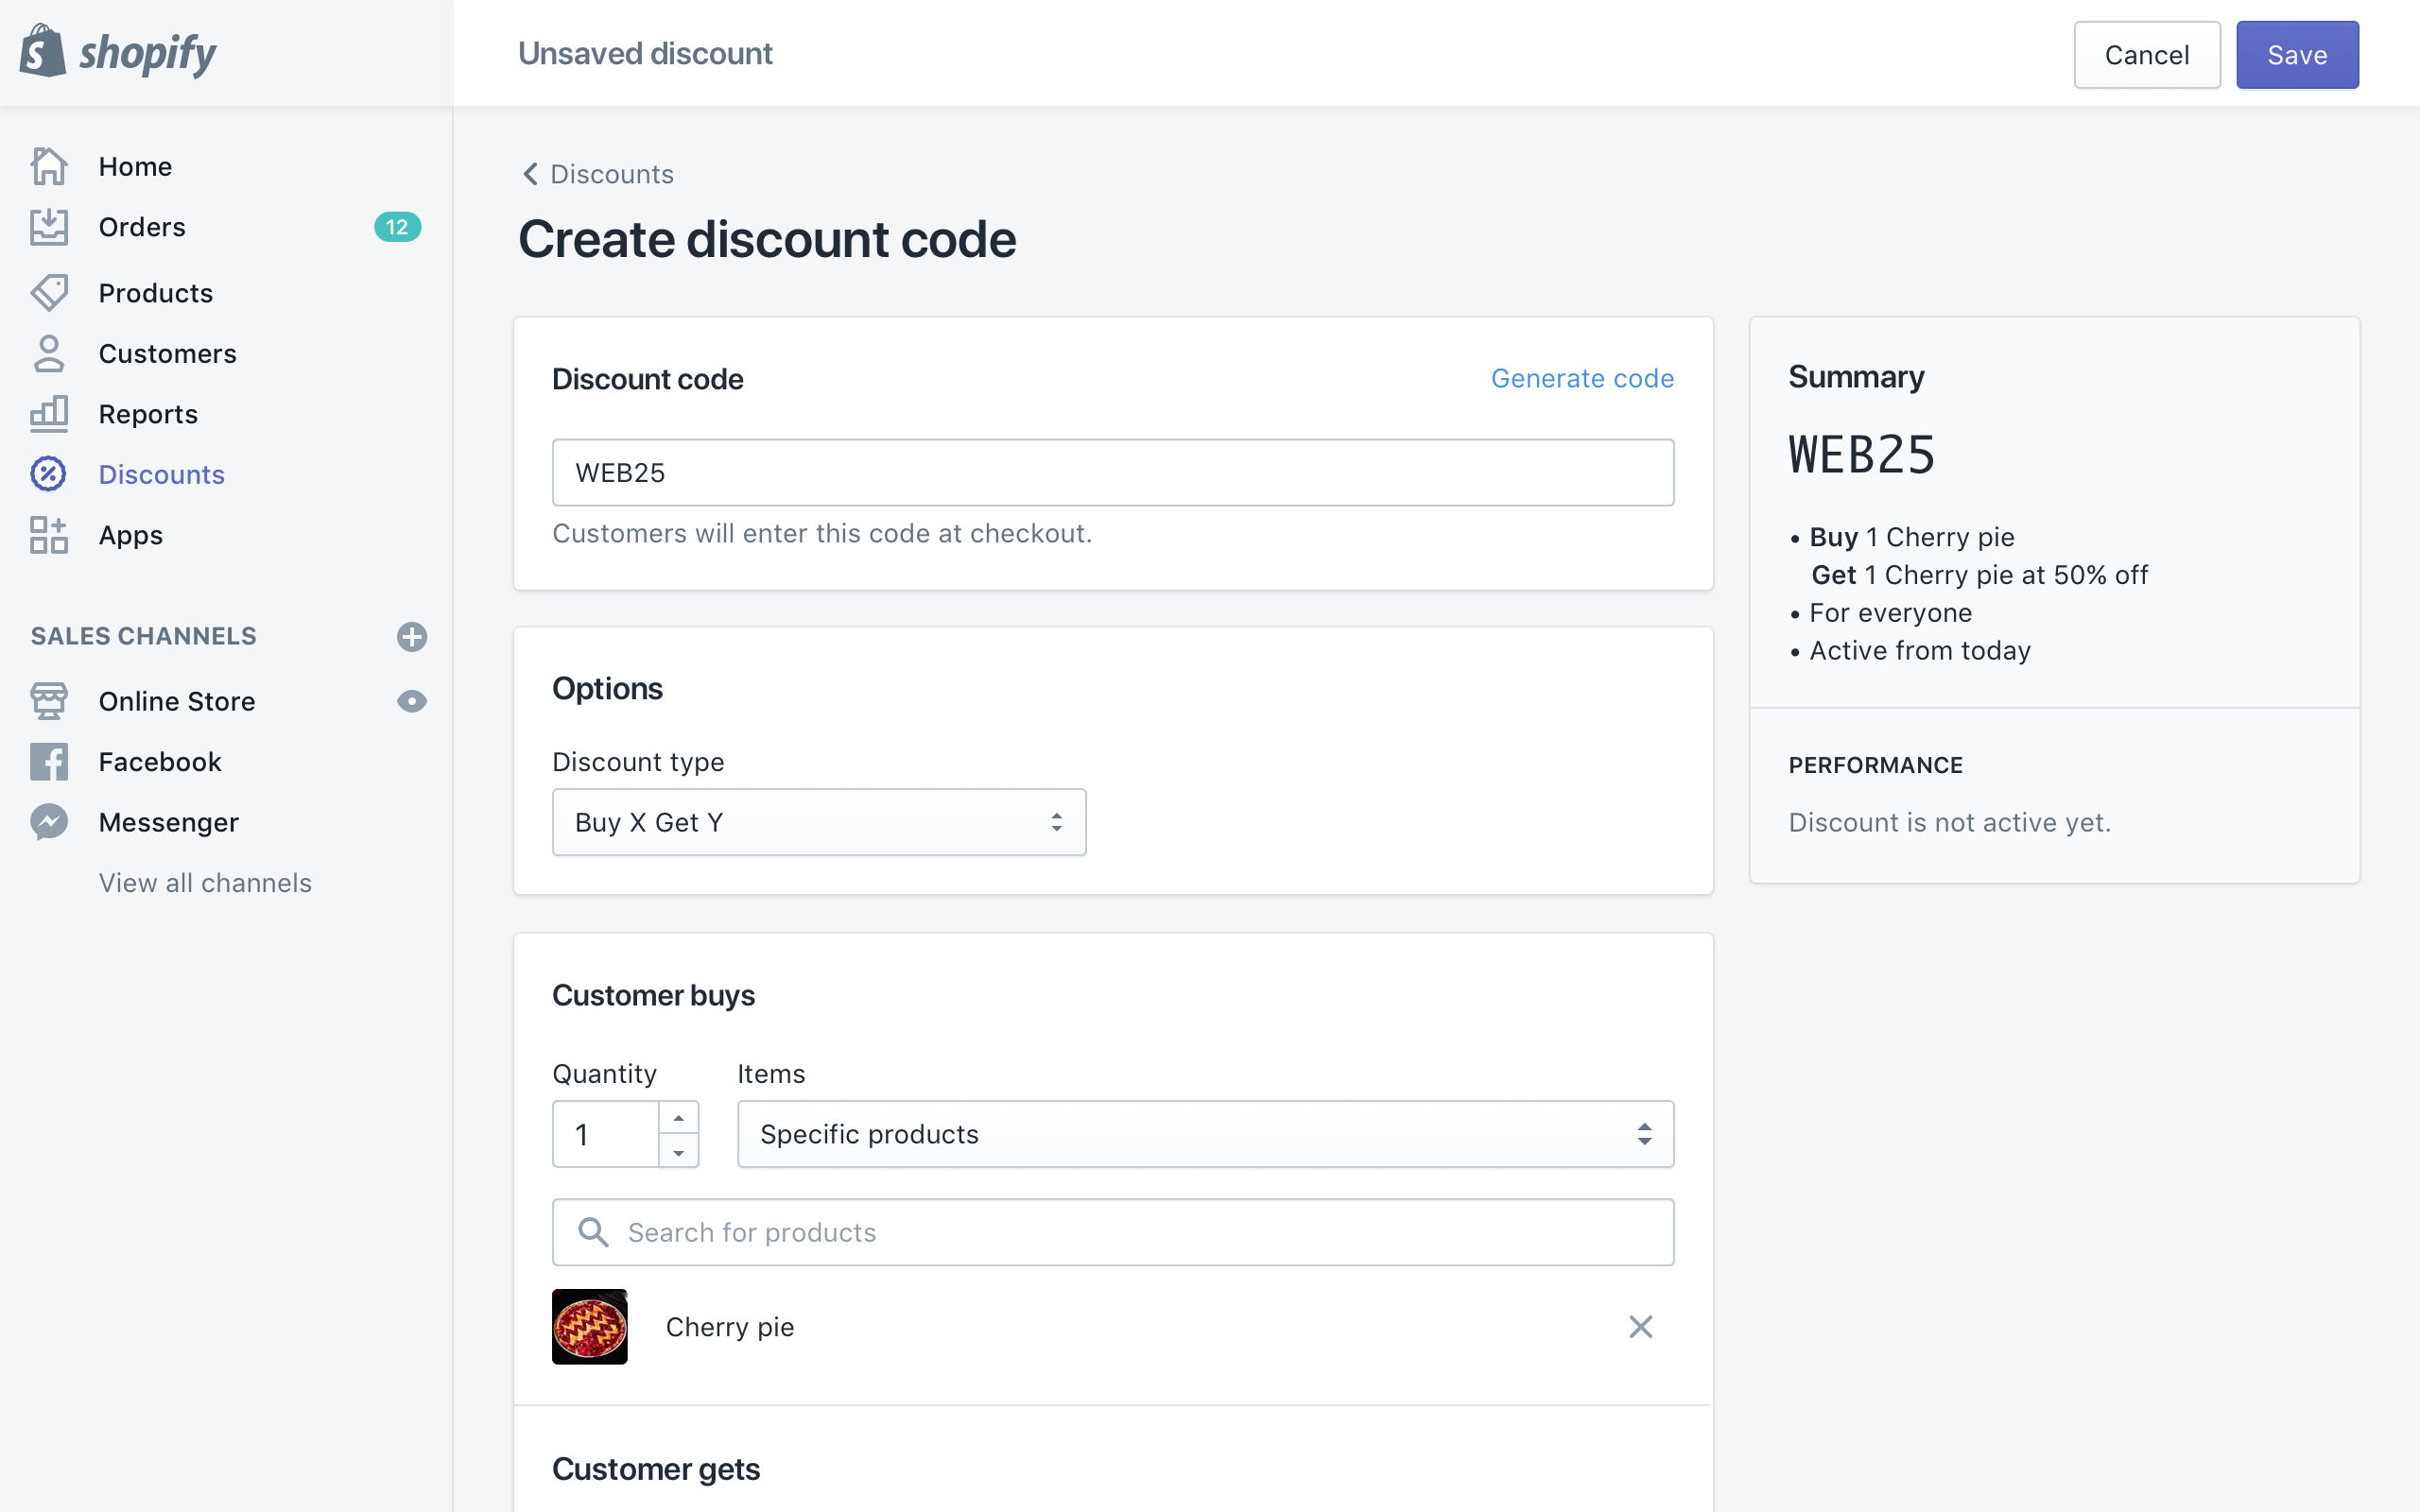 shopify
Unsaved discount
Cancel
Save
Home
Orders
12
Products
Customers
Reports
Discounts
Apps
SALES CHANNELS
Online Store
Facebook
Messenger
View all channels
Discounts
Create discount code
Discount code
Generate code
WEB25
Customers will enter this code at checkout.
Options
Discount type
Buy X Get Y
Customer buys
Quantity
Items
1
Specific products
Search for products
Cherry pie
Customer gets
Summary
WEB25
• Buy 1 Cherry pie
Get 1 Cherry pie at 50% off
• For everyone
• Active from today
PERFORMANCE
Discount is not active yet.